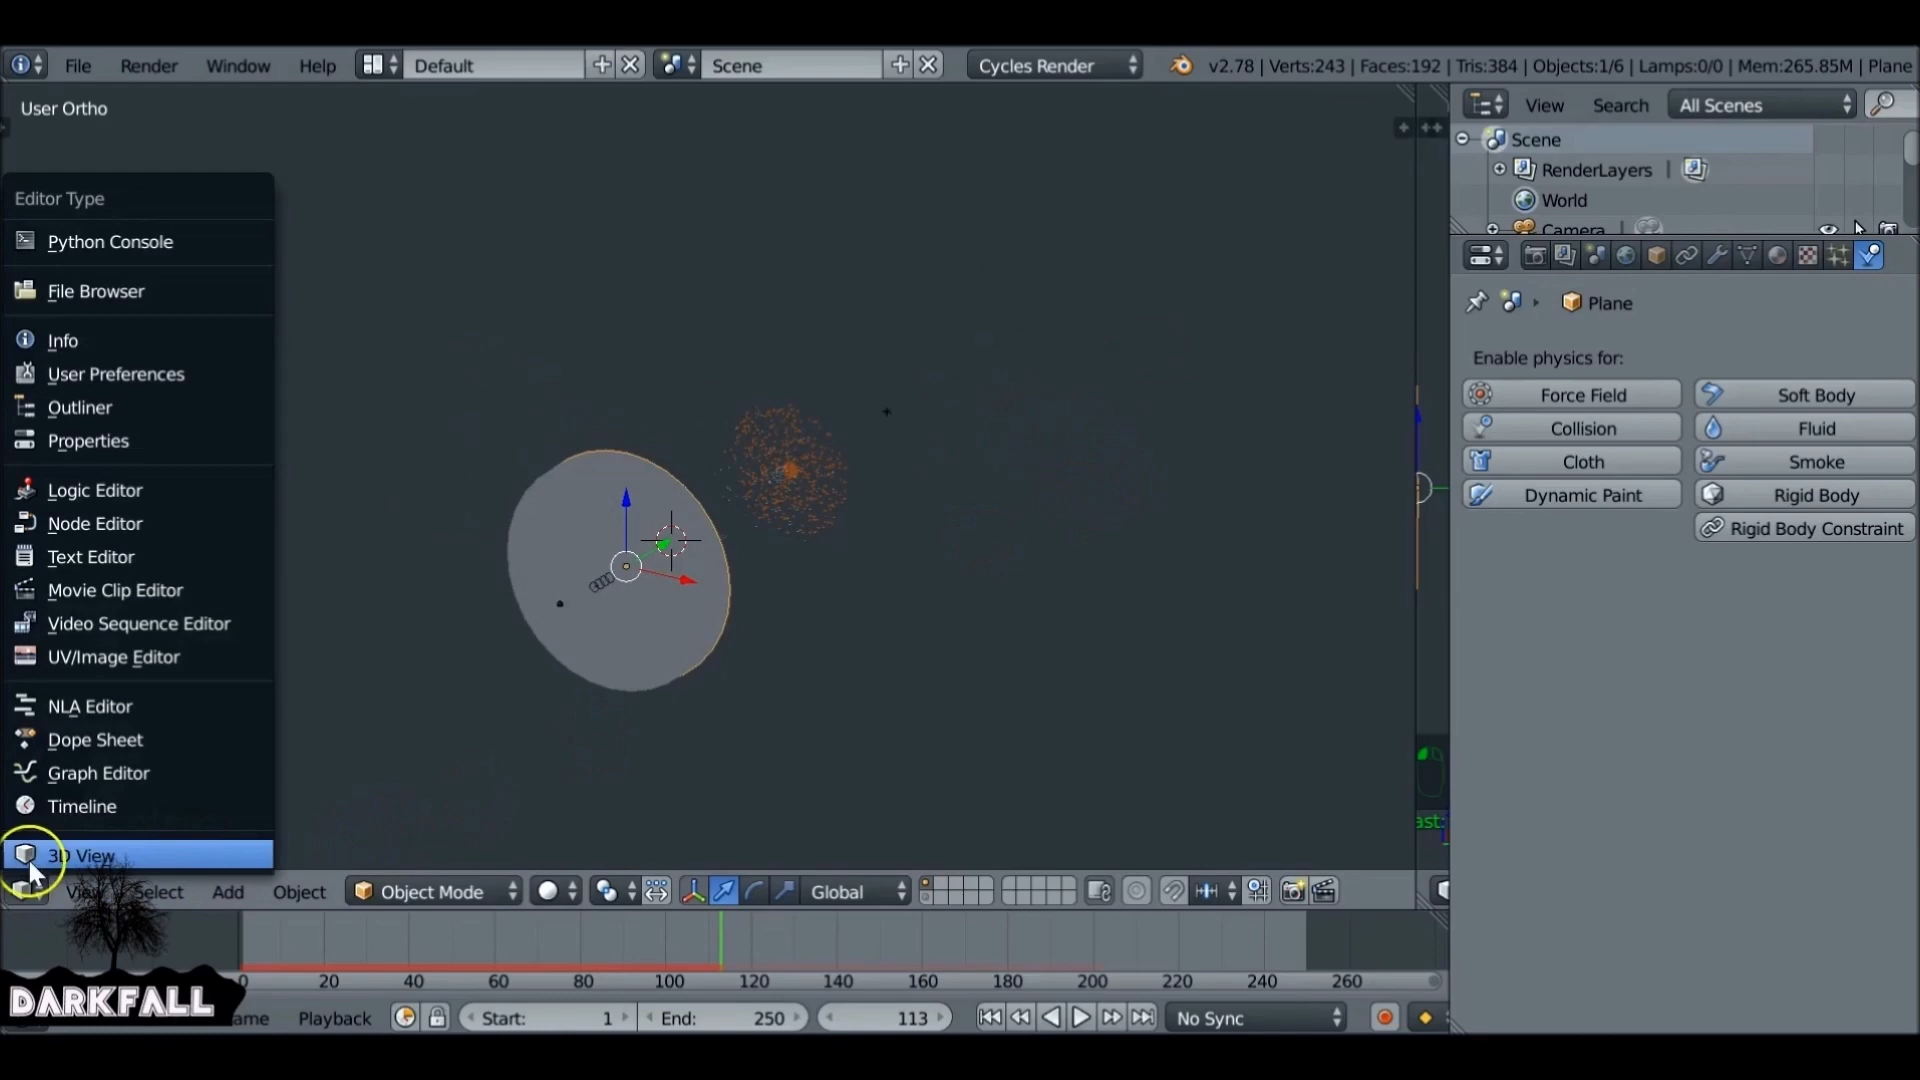 File Render Window Help Default Scene Cycles Render v2.78 | Verts:243 | Faces:192 | Tris:384 | Objects:1/6 | Lamps:0/0 | Mem:265.85M | Plane
User Ortho
View Search All Scenes
Scene
RenderLayers
World
Camera
Plane
Enable physics for:
Force Field Soft Body
Collision Fluid
Cloth Smoke
Dynamic Paint Rigid Body
Rigid Body Constraint
Editor Type
Python Console
File Browser
Info
User Preferences
Outliner
Properties
Logic Editor
Node Editor
Text Editor
Movie Clip Editor
Video Sequence Editor
UV/Image Editor
NLA Editor
Dope Sheet
Graph Editor
Timeline
3D View
ast:
View Select Add Object Object Mode Global
0 20 40 60 80 100 120 140 160 180 200 220 240 260
DARKFALL
ame Playback Start: 1 End: 250 113 No Sync